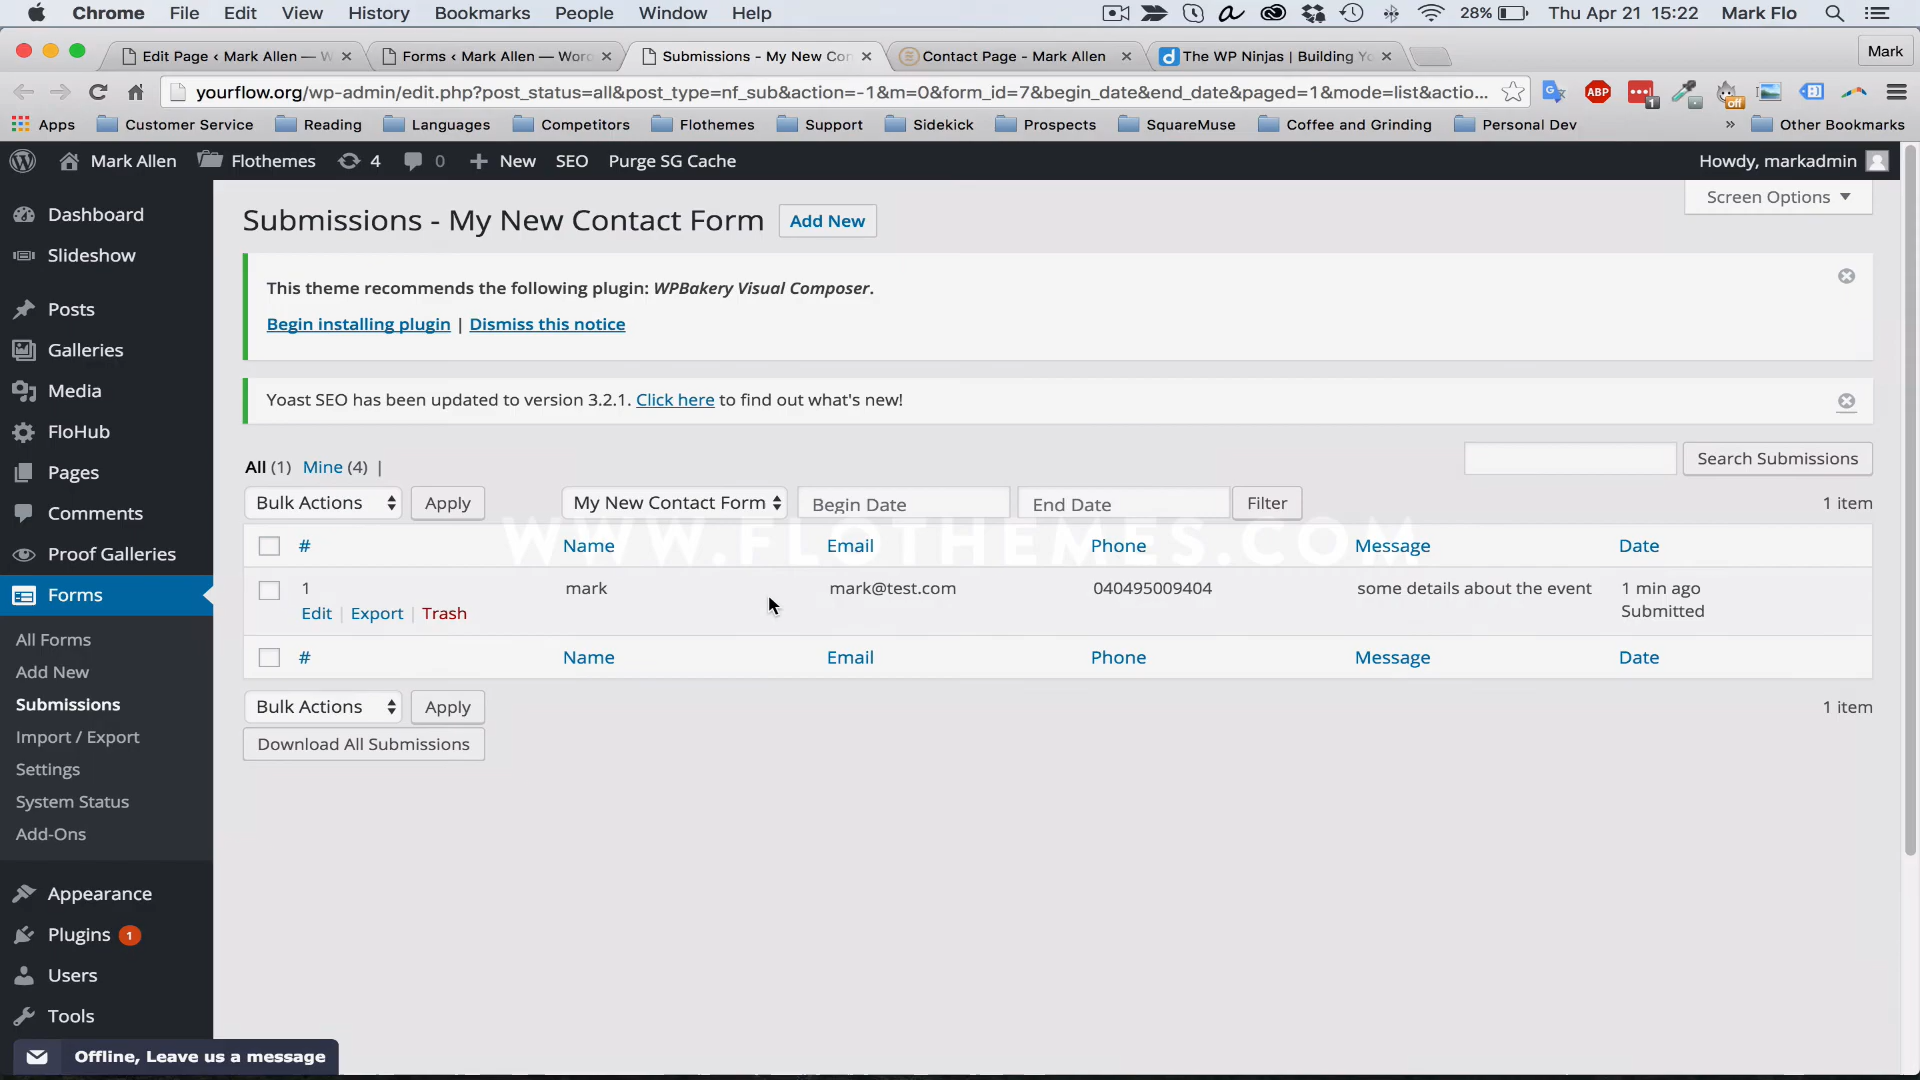 Chrome File Edit View History Bookmarks People Window Help 28% Thu Apr 21 15:22 Mark Flo
Edit Page ‹ Mark Allen — W Forms ‹ Mark Allen — Wor Submissions - My New Co Contact Page - Mark Allen The WP Ninjas | Building Yo Mark
yourflow.org/wp-admin/edit.php?post_status=all&post_type=nf_sub&action=-1&m=0&form_id=7&begin_date&end_date&paged=1&mode=list&actio... ABP 1 off
Apps Customer Service Reading Languages Competitors Flothemes Support Sidekick Prospects SquareMuse Coffee and Grinding Personal Dev » Other Bookmarks
Mark Allen Flothemes 4 0 New SEO Purge SG Cache Howdy, markadmin
Screen Options
Dashboard
Slideshow
Posts
Galleries
Media
FloHub
Pages
Comments
Proof Galleries
Forms
All Forms
Add New
Submissions
Import / Export
Settings
System Status
Add-Ons
Appearance
Plugins 1
Users
Tools
Offline, Leave us a message
Submissions - My New Contact Form Add New
This theme recommends the following plugin: WPBakery Visual Composer.
Begin installing plugin | Dismiss this notice
Yoast SEO has been updated to version 3.2.1. Click here to find out what's new!
All (1) Mine (4) |
Search Submissions
Bulk Actions Apply My New Contact Form Begin Date End Date Filter 1 item
WWW.FLOTHEMES.COM
# Name Email Phone Message Date
1 mark mark@test.com 040495009404 some details about the event 1 min ago
Edit | Export | Trash Submitted
# Name Email Phone Message Date
Bulk Actions Apply 1 item
Download All Submissions